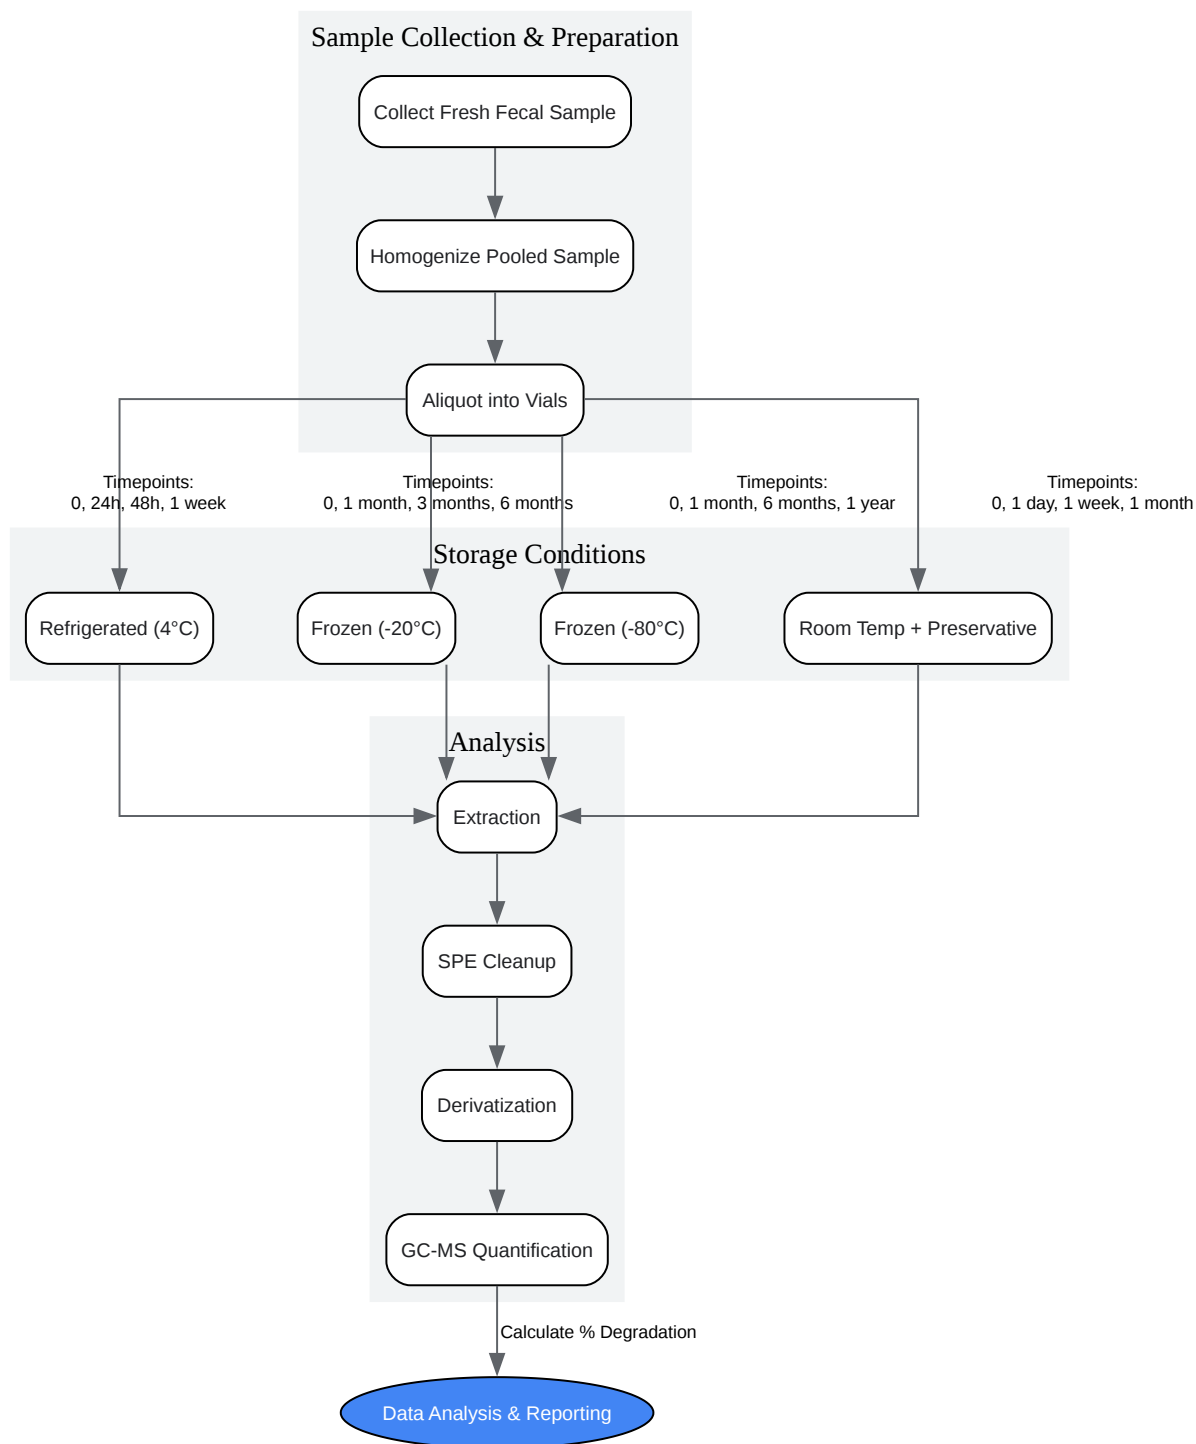 Sample Collection & Preparation
Collect Fresh Fecal Sample
Homogenize Pooled Sample
Aliquot into Vials
Timepoints:
0, 24h, 48h, 1 week
Timepoints:
0, 1 month, 3 months, 6 months
Timepoints:
0, 1 month, 6 months, 1 year
Timepoints:
0, 1 day, 1 week, 1 month
Storage Conditions
Refrigerated (4°C)
Frozen (-20°C)
Frozen (-80°C)
Room Temp + Preservative
Analysis
Extraction
SPE Cleanup
Derivatization
GC-MS Quantification
Calculate % Degradation
Data Analysis & Reporting